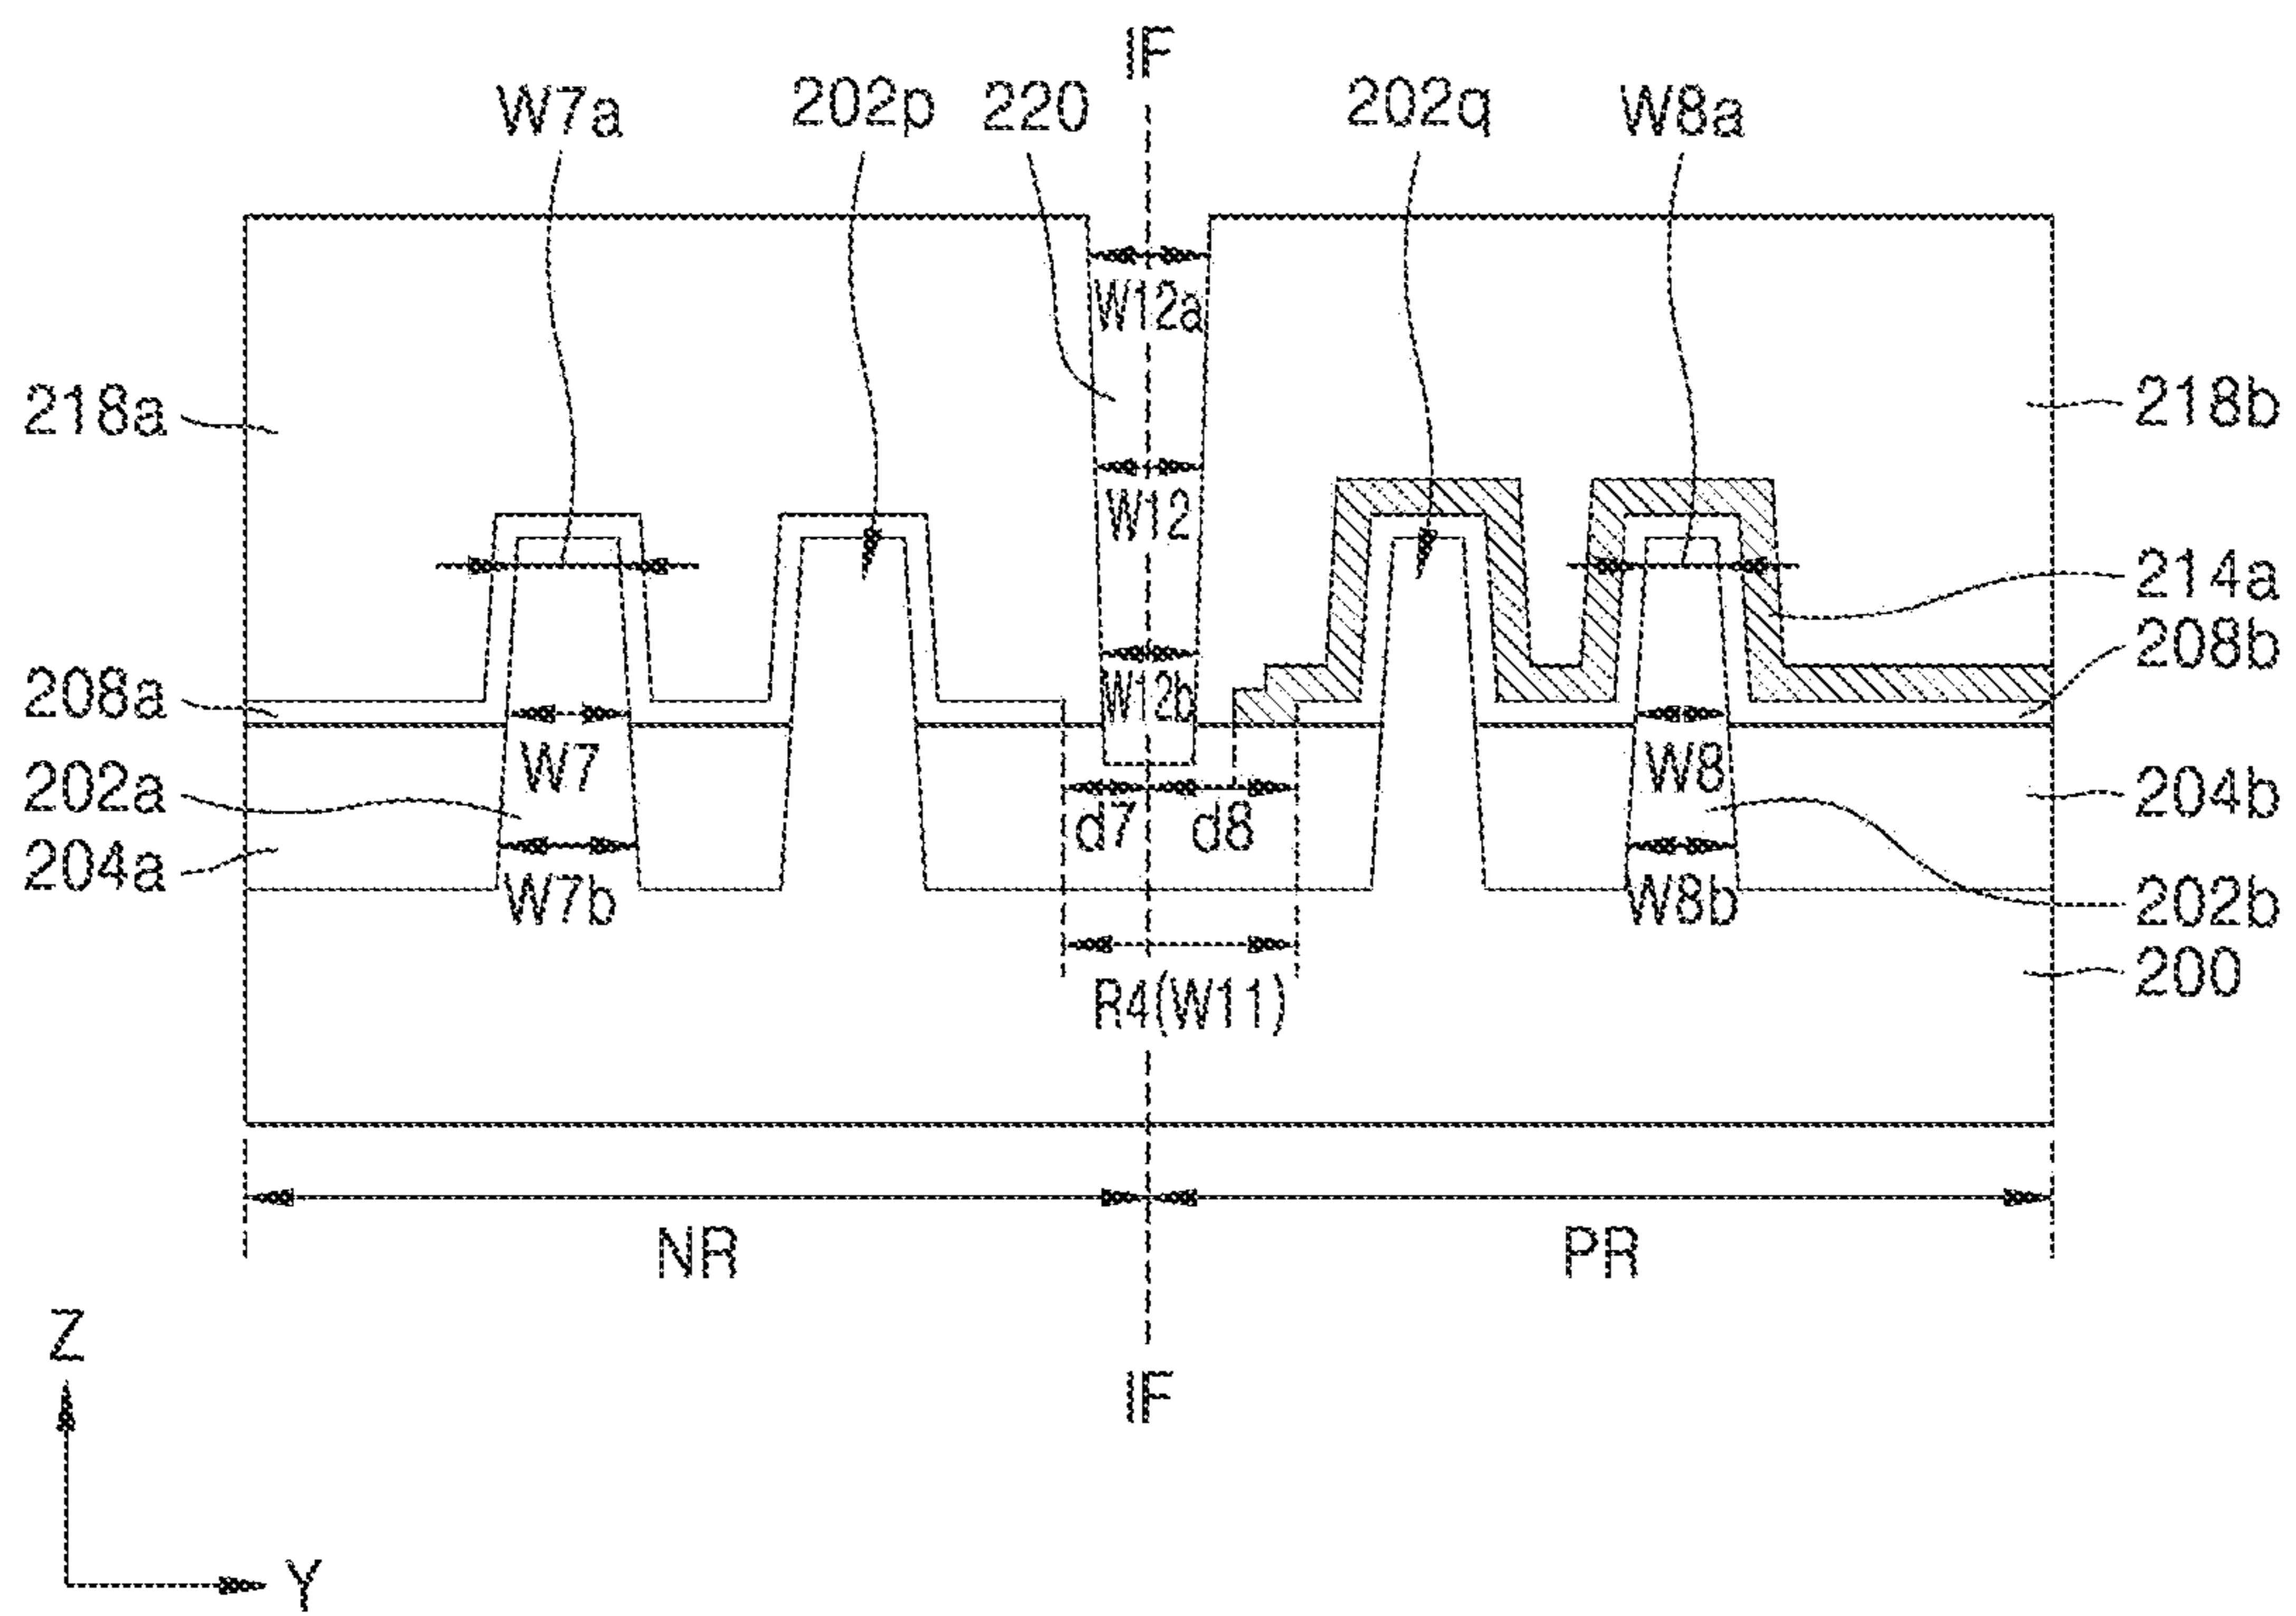 IF
W7a 202p 220 202q W8a
W12a
218a 218b
W12
214a
208b
208a W12b
W7 W8
202a 204b
d7 d8
204a
W7b W8b 202b
200
R4(W11)
NR PR
IF
Z
Y